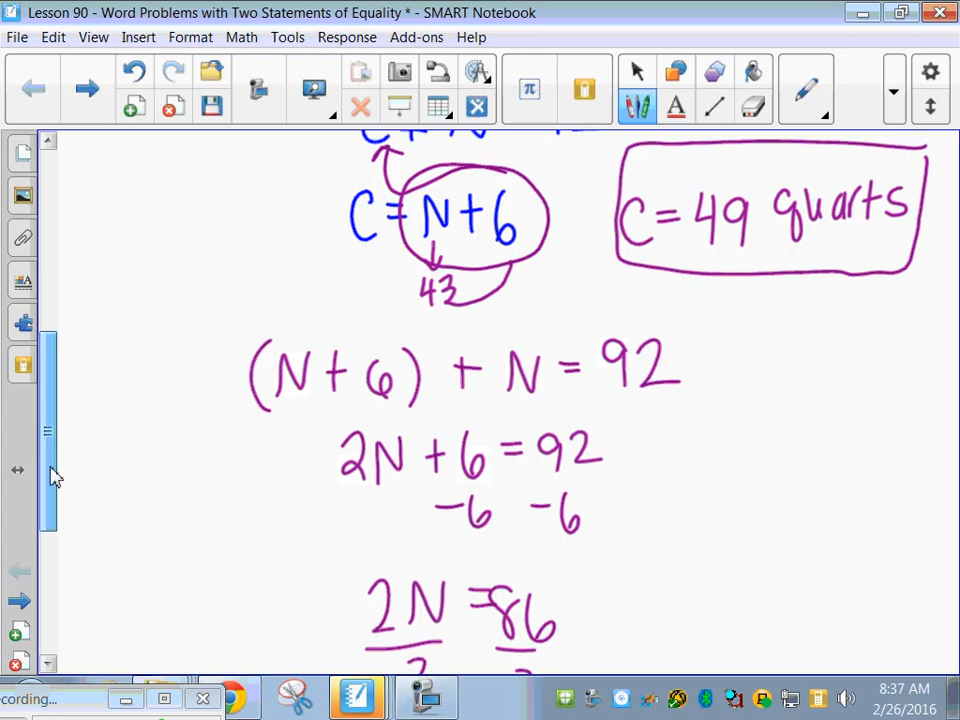 Lesson 90 - Word Problems with Two Statements of Equality * - SMART Notebook
File Edit View Insert Format Math Tools Response Add-ons Help
C = N + 6
C = 49 quarts
43
(N + 6) + N = 92
2N + 6 = 92
-6 -6
2N = 86
ecording...
8:37 AM
2/26/2016